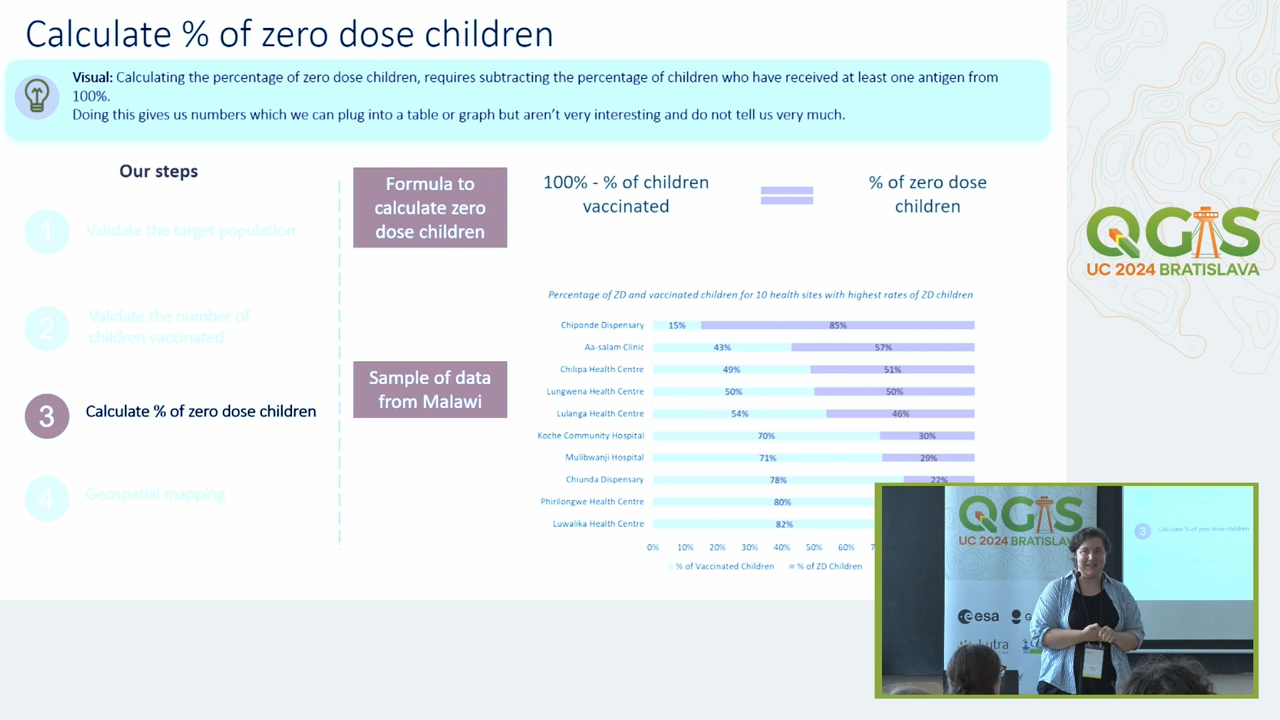 Calculate % of zero dose children
Visual: Calculating the percentage of zero dose children, requires subtracting the percentage of children who have received at least one antigen from
100%.
Doing this gives us numbers which we can plug into a table or graph but aren't very interesting and do not tell us very much.
Our steps
1 Validate the target population
2 Validate the number of
children vaccinated
3 Calculate % of zero dose children
4 Geospatial mapping
Formula to
calculate zero
dose children
100% - % of children
vaccinated
% of zero dose
children
Sample of data
from Malawi
Percentage of ZD and vaccinated children for 10 health sites with highest rates of ZD children
Chiponde Dispensary 15% 85%
Aa-salam Clinic 43% 57%
Chilipa Health Centre 49% 51%
Lungwena Health Centre 50% 50%
Lulanga Health Centre 54% 46%
Koche Community Hospital 70% 30%
Mulibwanji Hospital 71% 29%
Chiunda Dispensary 78% 22%
Phirilongwe Health Centre 80%
Luwalika Health Centre 82%
0% 10% 20% 30% 40% 50% 60%
% of Vaccinated Children % of ZD Children
QGIS
UC 2024 BRATISLAVA
QGIS
UC 2024 BRATISLAVA
esa
3 Calculate % of zero dose children